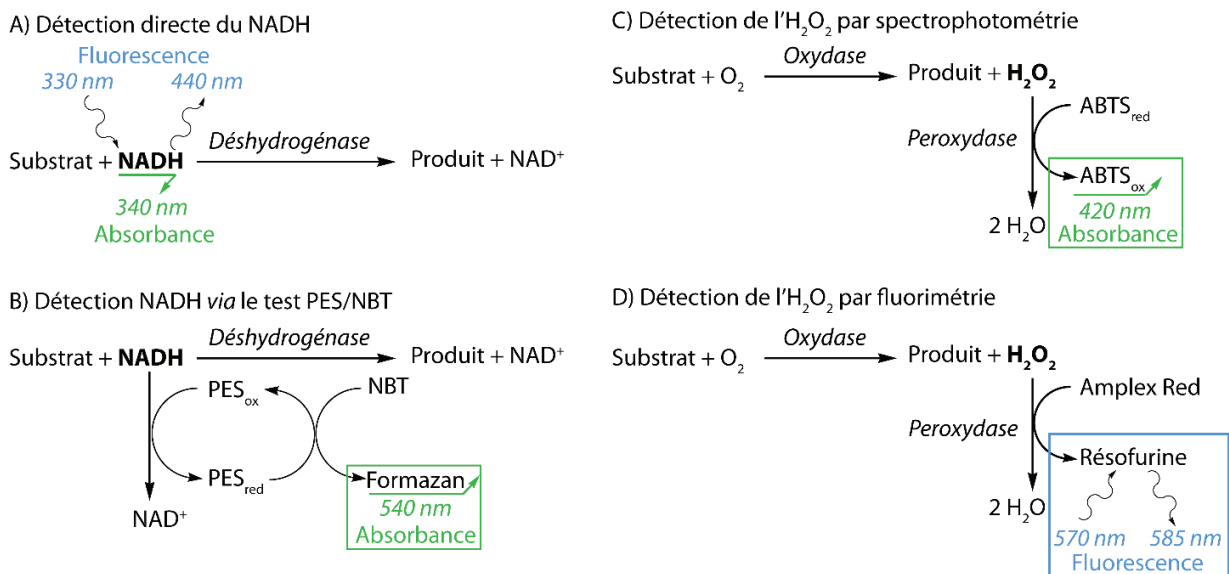 A) Détection directe du NADH
Fluorescence
330 nm 440 nm
Substrat + NADH
Déshydrogénase
Produit + NAD⁺
340 nm
Absorbance
B) Détection NADH via le test PES/NBT
Substrat + NADH
Déshydrogénase
Produit + NAD⁺
PESox
NBT
PESred
Formazan
540 nm
Absorbance
NAD⁺
C) Détection de l'H₂O₂ par spectrophotométrie
Substrat + O₂
Oxydase
Produit + H₂O₂
ABTSred
Peroxydase
ABTSox
420 nm
Absorbance
2 H₂O
D) Détection de l'H₂O₂ par fluorimétrie
Substrat + O₂
Oxydase
Produit + H₂O₂
Amplex Red
Peroxydase
Résofurine
2 H₂O
570 nm 585 nm
Fluorescence